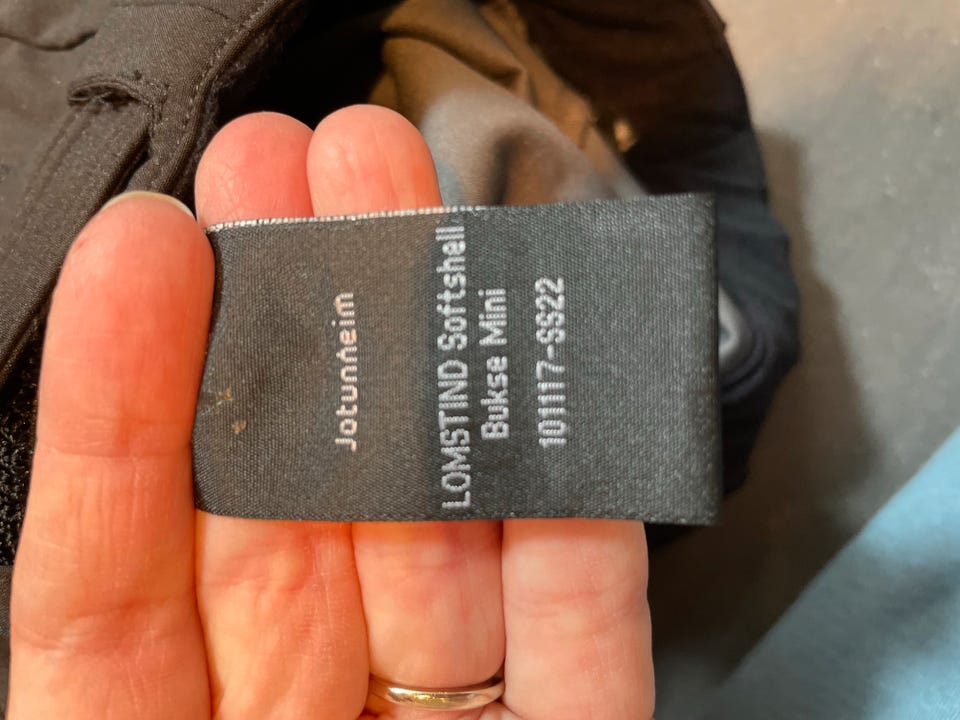 Jotunheim
LOMSTIND Softshell
Bukse Mini
101117-SS22